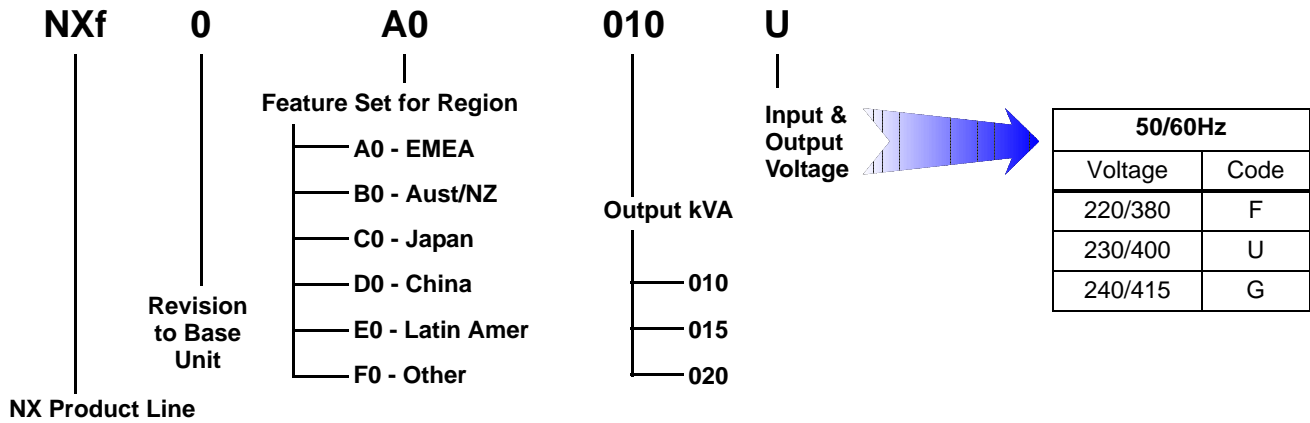 NXf 0 A0 010 U
Feature Set for Region
A0 - EMEA
B0 - Aust/NZ
C0 - Japan
D0 - China
E0 - Latin Amer
F0 - Other
Revision
to Base
Unit
NX Product Line
Output kVA
010
015
020
Input &
Output
Voltage
50/60Hz
Voltage Code
220/380 F
230/400 U
240/415 G